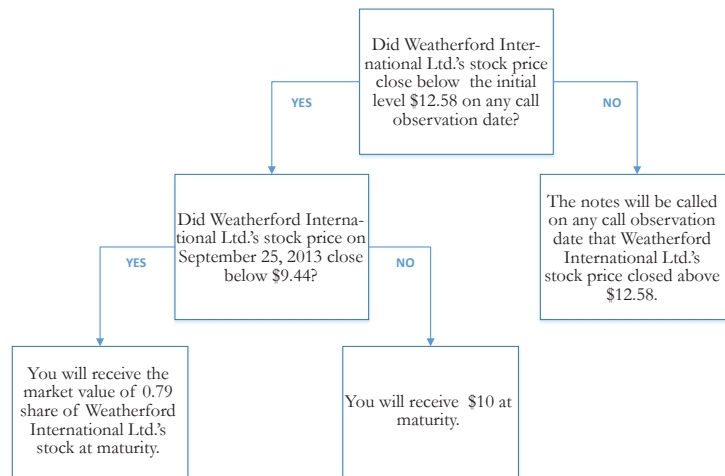 Did Weatherford Inter-
national Ltd.'s stock price
close below the initial
level $12.58 on any call
observation date?
YES
NO
Did Weatherford Interna-
tional Ltd.'s stock price on
September 25, 2013 close
below $9.44?
The notes will be called
on any call observation
date that Weatherford
International Ltd.'s
stock price closed above
$12.58.
YES
NO
You will receive the
market value of 0.79
share of Weatherford
International Ltd.'s
stock at maturity.
You will receive $10 at
maturity.